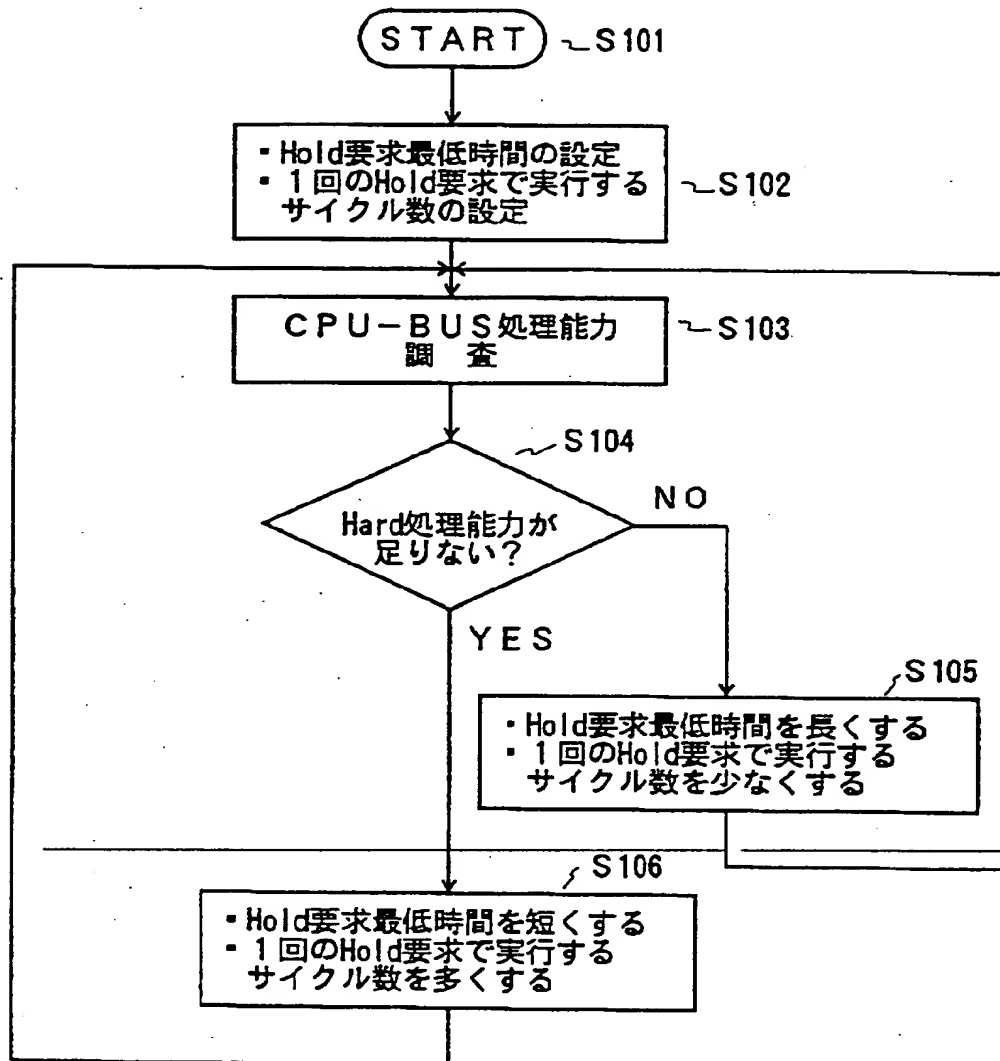 START
S101
・Hold要求最低時間の設定
・1回のHold要求で実行する
サイクル数の設定
S102
CPU-BUS処理能力
調 査
S103
S104
Hard処理能力が
足りない?
NO
YES
S105
・Hold要求最低時間を長くする
・1回のHold要求で実行する
サイクル数を少なくする
S106
・Hold要求最低時間を短くする
・1回のHold要求で実行する
サイクル数を多くする